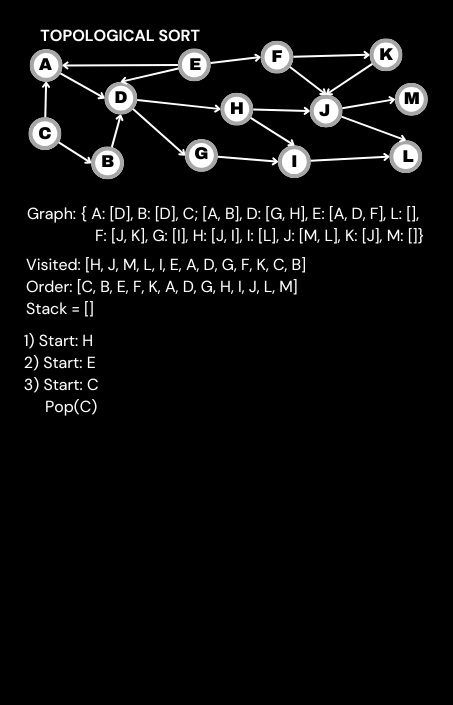 TOPOLOGICAL SORT
A
E
F
K
D
H
J
M
C
B
G
I
L
Graph: { A: [D], B: [D], C; [A, B], D: [G, H], E: [A, D, F], L: [],
F: [J, K], G: [I], H: [J, I], I: [L], J: [M, L], K: [J], M: []}
Visited: [H, J, M, L, I, E, A, D, G, F, K, C, B]
Order: [C, B, E, F, K, A, D, G, H, I, J, L, M]
Stack = []
1) Start: H
2) Start: E
3) Start: C
Pop(C)